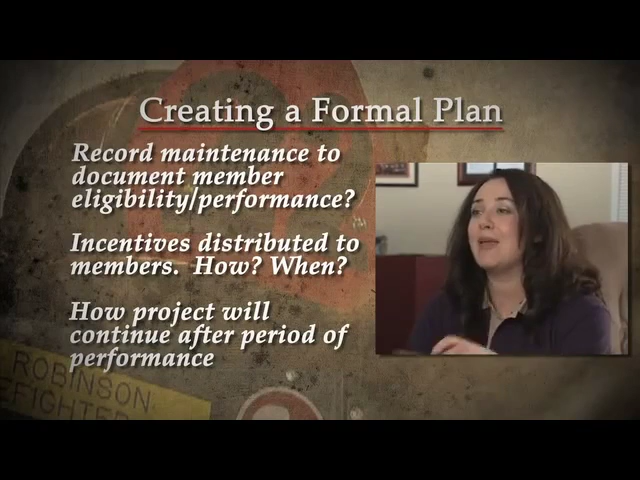 Creating a Formal Plan
Record maintenance to
document member
eligibility/performance?
Incentives distributed to
members. How? When?
How project will
continue after period of
performance
ROBINSON
EFIGHTER